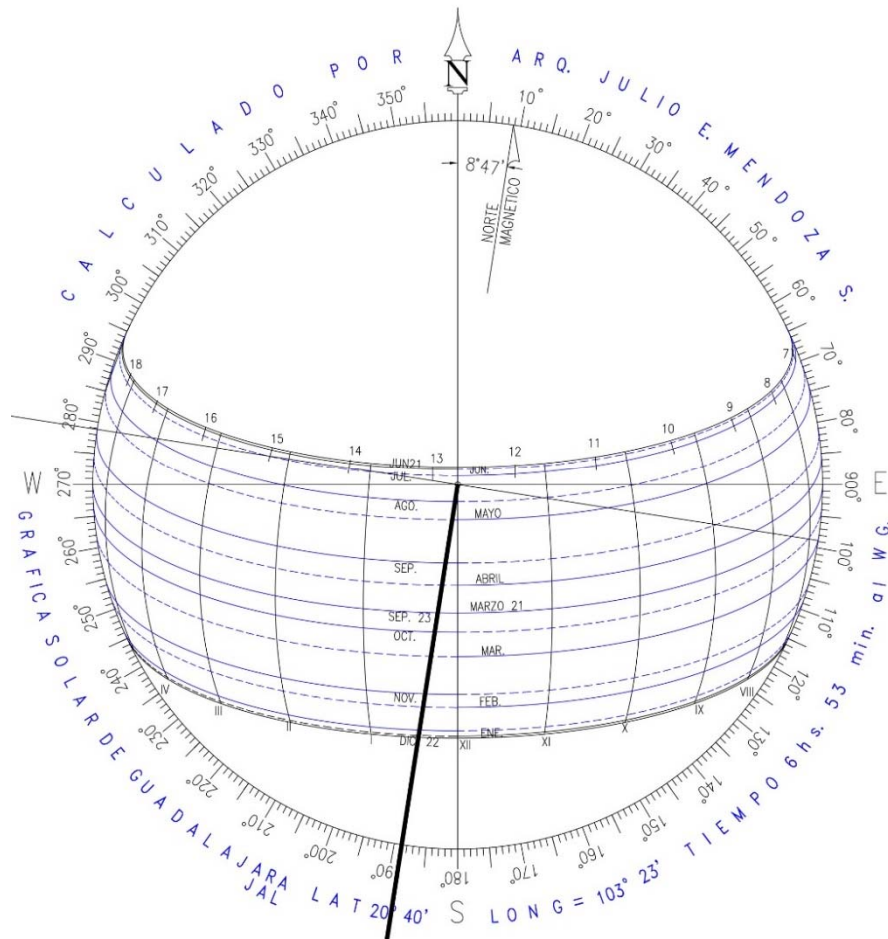 CALCULADO POR ARQ. JULIO E. MENDOZA S.
N
8°47'
NORTE
MAGNETICO
10°
20°
30°
40°
50°
60°
70°
80°
900°
100°
110°
120°
130°
140°
150°
160°
170°
180°
90°
200°
210°
220°
230°
240°
250°
260°
270°
280°
290°
300°
310°
320°
330°
340°
350°
W
E
S
18
17
16
15
14
13
12
11
10
9
8
7
JUN21
JUN.
JUL.
AGO.
MAYO
SEP.
ABRIL
SEP. 23
MARZO 21
OCT.
MAR.
NOV.
FEB.
ENE.
DIC 22
IV
III
II
I
XII
XI
X
IX
VIII
GRAFICA SOLAR DE GUADALAJARA LAT 20° 40'
JAL
LONG= 103° 23' TIEMPO 6 hs. 53 min. al W G.